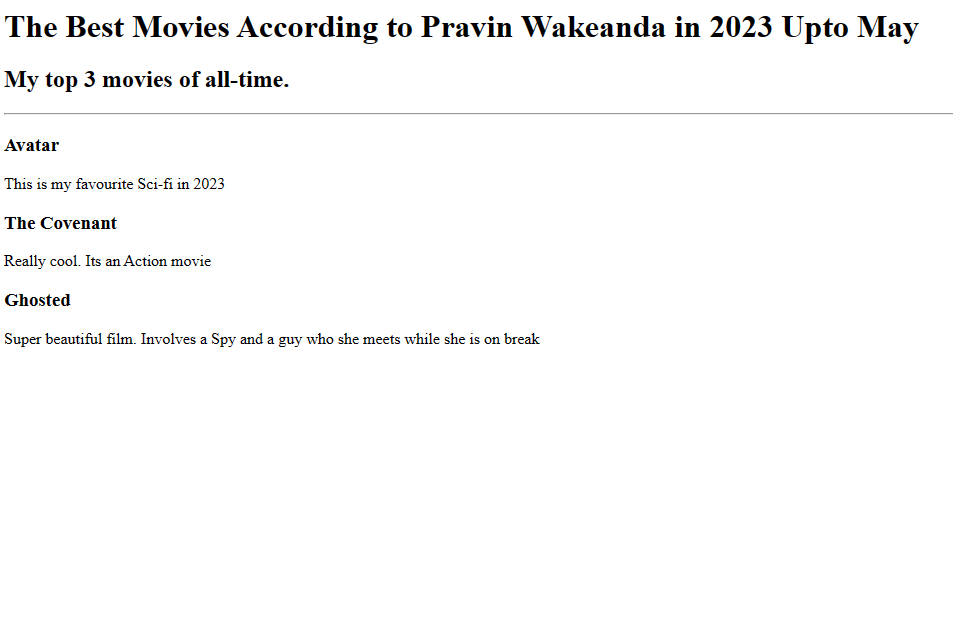 The Best Movies According to Pravin Wakeanda in 2023 Upto May
My top 3 movies of all-time.
Avatar
This is my favourite Sci-fi in 2023
The Covenant
Really cool. Its an Action movie
Ghosted
Super beautiful film. Involves a Spy and a guy who she meets while she is on break